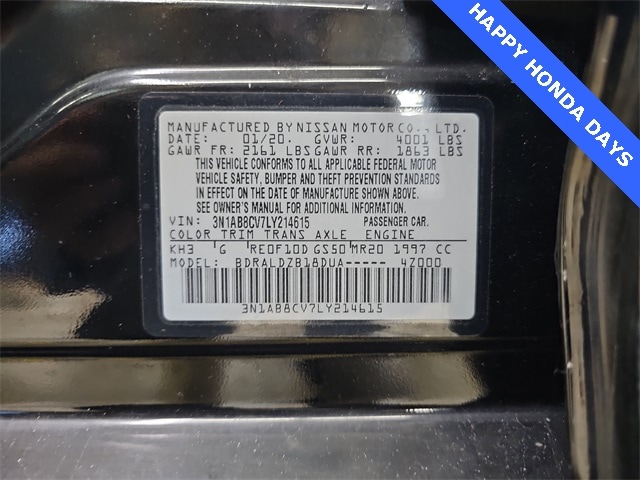 HAPPY HONDA DAYS
MANUFACTURED BY NISSAN MOTOR CO., LTD.
DATE: 01/20. GVWR: 4001 LBS
GAWR FR: 2161 LBS GAWR RR: 1863 LBS
THIS VEHICLE CONFORMS TO ALL APPLICABLE FEDERAL MOTOR
VEHICLE SAFETY, BUMPER AND THEFT PREVENTION STANDARDS
IN EFFECT ON THE DATE OF MANUFACTURE SHOWN ABOVE.
SEE OWNER'S MANUAL FOR ADDITIONAL INFORMATION.
VIN: 3N1AB8CV7LY214615 PASSENGER CAR.
COLOR TRIM TRANS AXLE ENGINE
KH3 G RE0F10D GS50 MR20 1997 CC
MODEL: BDRALDZB18DUA----- 4Z000
3N1AB8CV7LY214615